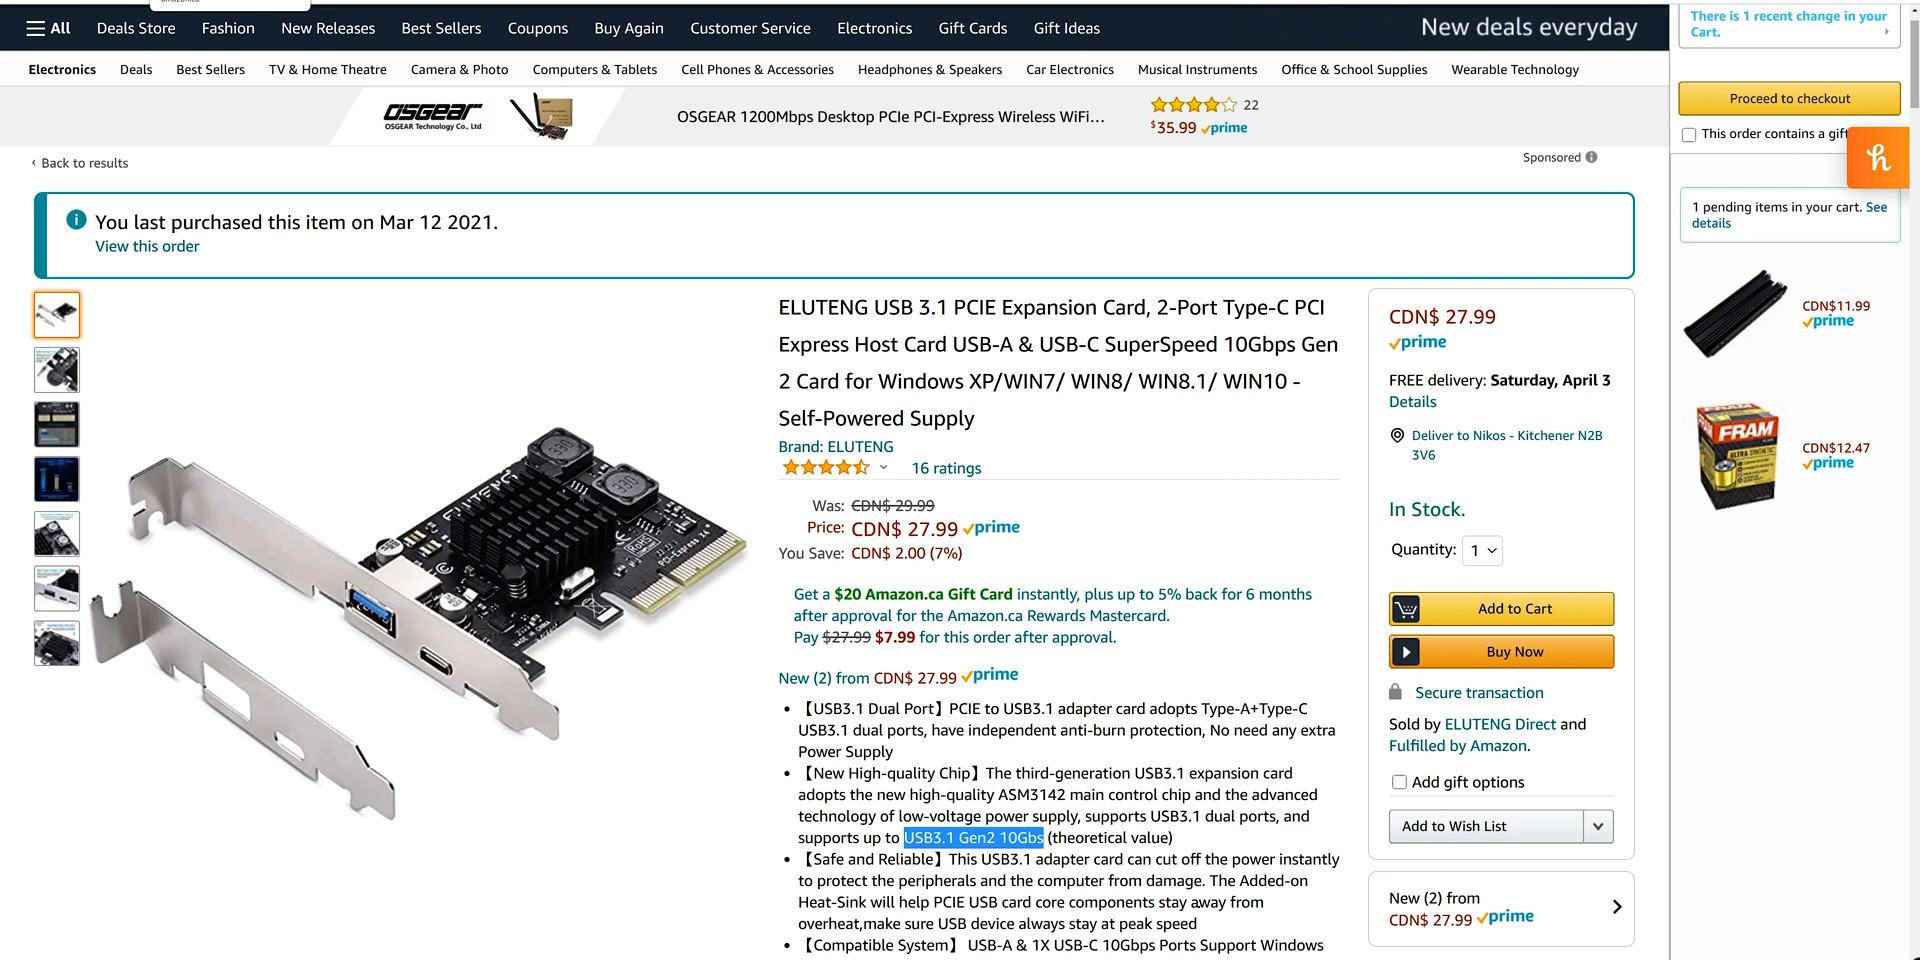 All Deals Store Fashion New Releases Best Sellers Coupons Buy Again Customer Service Electronics Gift Cards Gift Ideas New deals everyday
Electronics Deals Best Sellers TV & Home Theatre Camera & Photo Computers & Tablets Cell Phones & Accessories Headphones & Speakers Car Electronics Musical Instruments Office & School Supplies Wearable Technology
OSGEAR
OSGEAR Technology Co., Ltd
OSGEAR 1200Mbps Desktop PCIe PCI-Express Wireless WiFi…
22
$35.99 prime
‹ Back to results
Sponsored
You last purchased this item on Mar 12 2021.
View this order
ELUTENG
330
330
RoHS
PCI-Express X4
ELUTENG USB 3.1 PCIE Expansion Card, 2-Port Type-C PCI
Express Host Card USB-A & USB-C SuperSpeed 10Gbps Gen
2 Card for Windows XP/WIN7/ WIN8/ WIN8.1/ WIN10 -
Self-Powered Supply
Brand: ELUTENG
16 ratings
Was: CDN$ 29.99
Price: CDN$ 27.99 prime
You Save: CDN$ 2.00 (7%)
Get a $20 Amazon.ca Gift Card instantly, plus up to 5% back for 6 months
after approval for the Amazon.ca Rewards Mastercard.
Pay $27.99 $7.99 for this order after approval.
New (2) from CDN$ 27.99 prime
• 【USB3.1 Dual Port】PCIE to USB3.1 adapter card adopts Type-A+Type-C
USB3.1 dual ports, have independent anti-burn protection, No need any extra
Power Supply
• 【New High-quality Chip】The third-generation USB3.1 expansion card
adopts the new high-quality ASM3142 main control chip and the advanced
technology of low-voltage power supply, supports USB3.1 dual ports, and
supports up to USB3.1 Gen2 10Gbs (theoretical value)
• 【Safe and Reliable】This USB3.1 adapter card can cut off the power instantly
to protect the peripherals and the computer from damage. The Added-on
Heat-Sink will help PCIE USB card core components stay away from
overheat,make sure USB device always stay at peak speed
• 【Compatible System】 USB-A & 1X USB-C 10Gbps Ports Support Windows
CDN$ 27.99
prime
FREE delivery: Saturday, April 3
Details
Deliver to Nikos - Kitchener N2B
3V6
In Stock.
Quantity: 1
Add to Cart
Buy Now
Secure transaction
Sold by ELUTENG Direct and
Fulfilled by Amazon.
Add gift options
Add to Wish List
New (2) from
CDN$ 27.99 prime
There is 1 recent change in your
Cart.
Proceed to checkout
This order contains a gift
h
1 pending items in your cart. See
details
CDN$11.99
prime
FRAM
ULTRA SYNTHETIC
CDN$12.47
prime